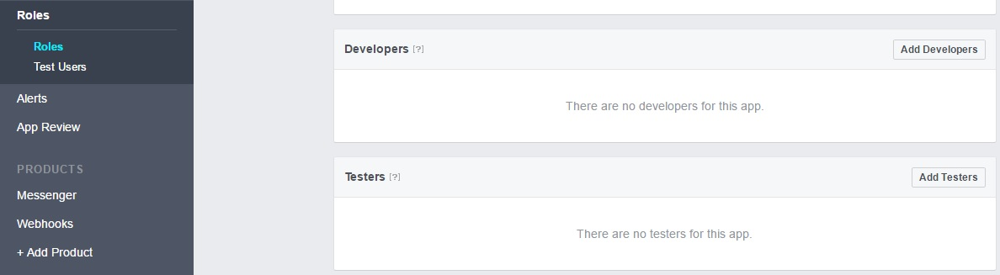 Roles
Roles
Test Users
Alerts
App Review
PRODUCTS
Messenger
Webhooks
+ Add Product
Developers [?]
Add Developers
There are no developers for this app.
Testers [?]
Add Testers
There are no testers for this app.